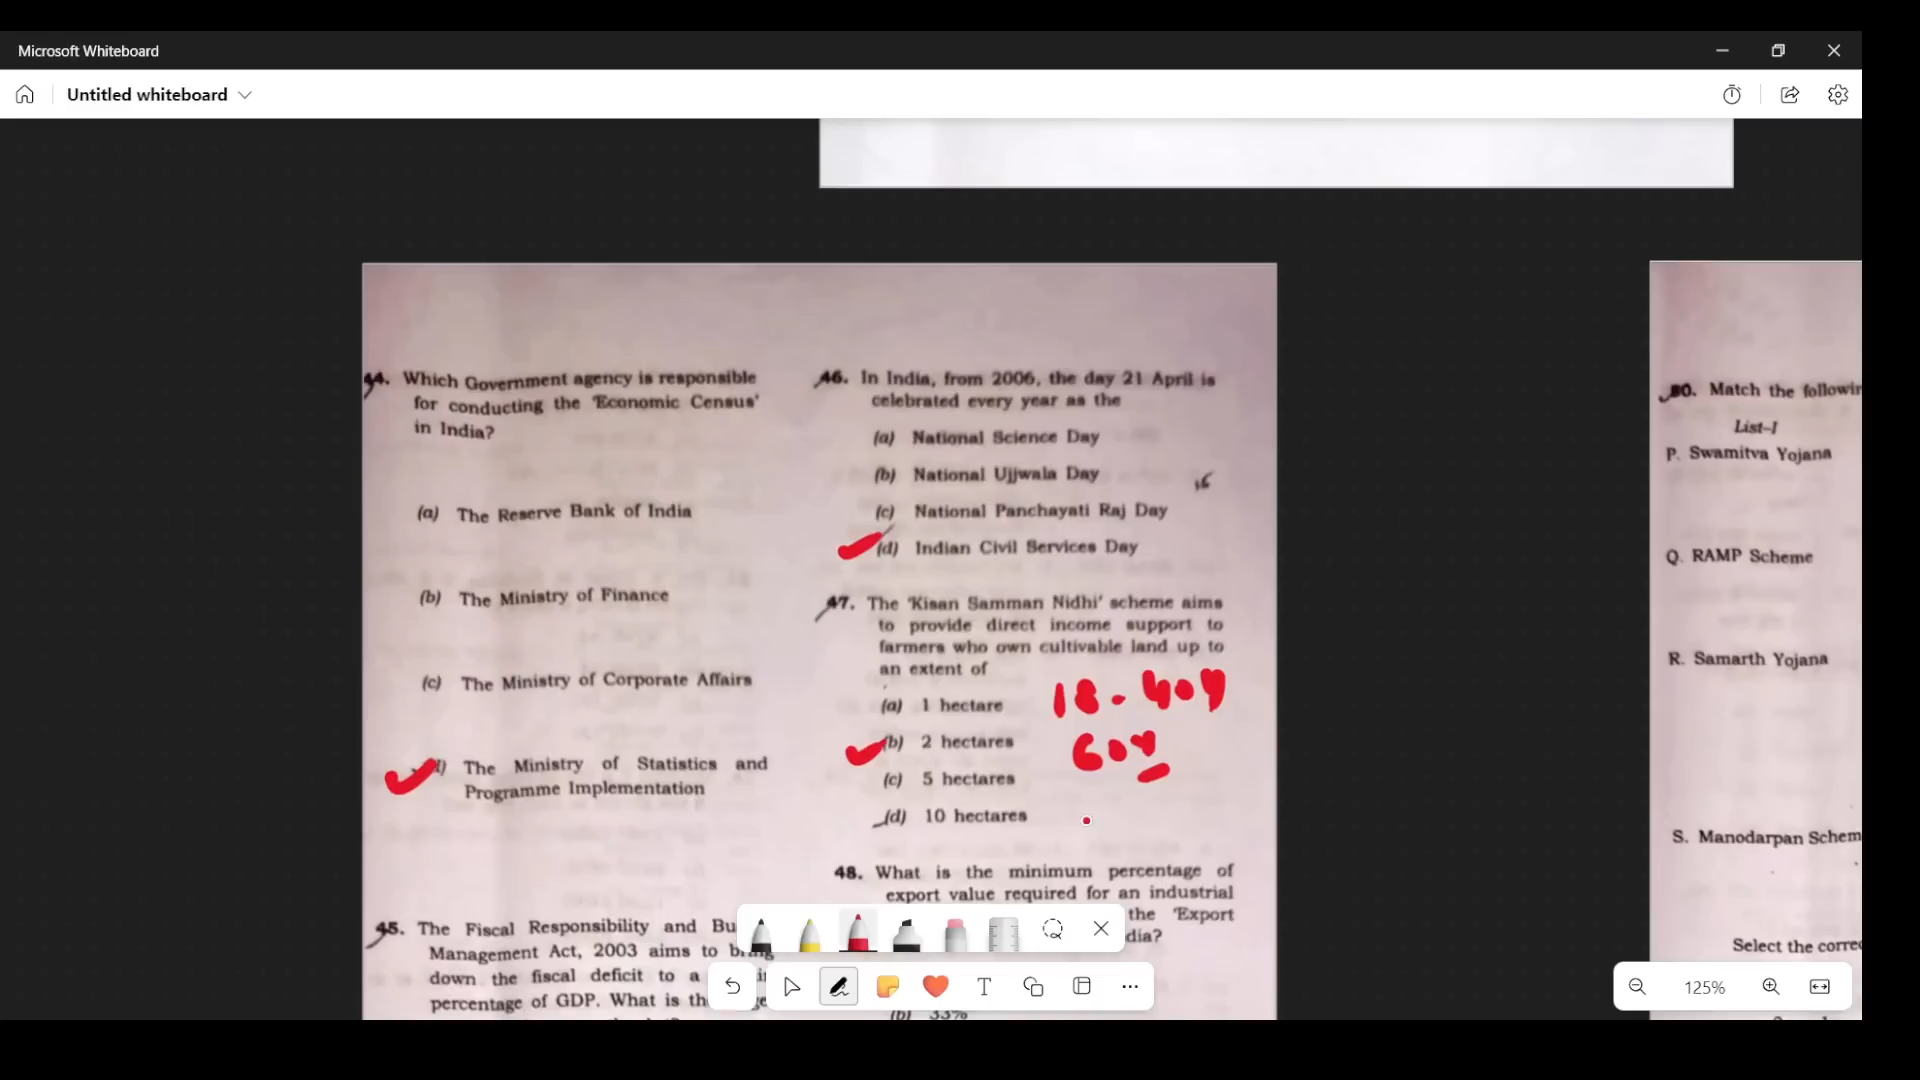 Microsoft Whiteboard
Untitled whiteboard
44. Which Government agency is responsible
for conducting the 'Economic Census'
in India?
(a) The Reserve Bank of India
(b) The Ministry of Finance
(c) The Ministry of Corporate Affairs
The Ministry of Statistics and
Programme Implementation
45. The Fiscal Responsibility and Bu
Management Act, 2003 aims to
down the fiscal deficit to a
percentage of GDP. What is
46. In India, from 2006, the day 21 April is
celebrated every year as the
(a) National Science Day
(b) National Ujjwala Day
(c) National Panchayati Raj Day
(d) Indian Civil Services Day
47. The 'Kisan Samman Nidhi' scheme aims
to provide direct income support to
farmers who own cultivable land up to
an extent of
(a) 1 hectare
(b) 2 hectares
(c) 5 hectares
(d) 10 hectares
18-40y
60y
48. What is the minimum percentage of
export value required for an industrial
the 'Export
dia?
(b) 33%
80. Match the followin
List-I
P. Swamitva Yojana
Q. RAMP Scheme
R. Samarth Yojana
S. Manodarpan Schem
Select the correc
125%